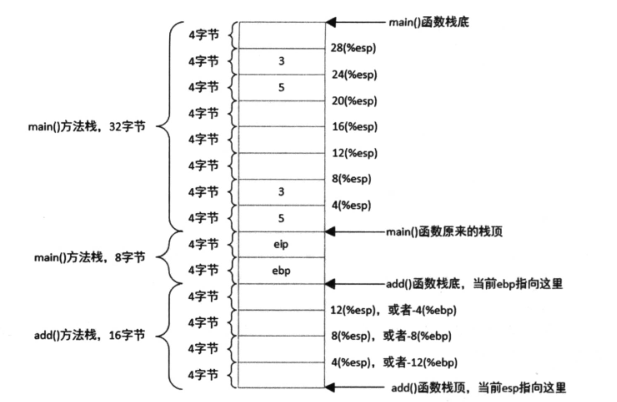 main()函数栈底
4字节
28(%esp)
4字节
3
24(%esp)
4字节
5
20(%esp)
4字节
main()方法栈，32字节
16(%esp)
4字节
12(%esp)
4字节
8(%esp)
4字节
3
4(%esp)
4字节
5
main()函数原来的栈顶
4字节
eip
main()方法栈，8字节
4字节
ebp
add()函数栈底，当前ebp指向这里
4字节
12(%esp)，或者-4(%ebp)
4字节
add()方法栈，16字节
8(%esp)，或者-8(%ebp)
4字节
4(%esp)，或者-12(%ebp)
4字节
add()函数栈顶，当前esp指向这里